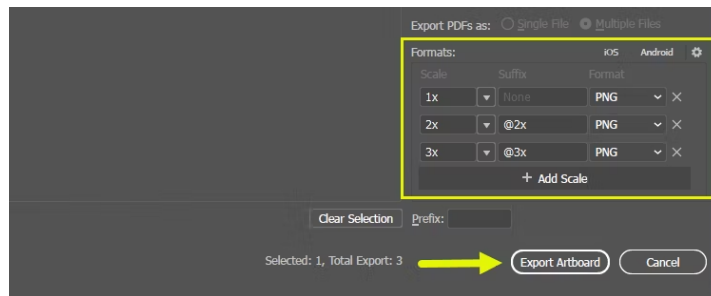 Export PDFs as: Single File Multiple Files
Formats: iOS Android
Scale Suffix Format
1x None PNG
2x @2x PNG
3x @3x PNG
+ Add Scale
Clear Selection Prefix:
Selected: 1, Total Export: 3 Export Artboard Cancel